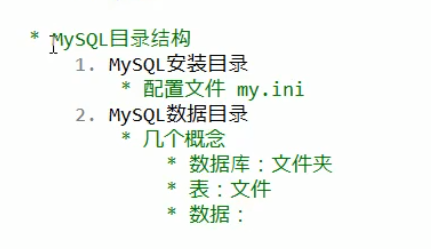 * MySQL目录结构
1. MySQL安装目录
* 配置文件 my.ini
2. MySQL数据目录
* 几个概念
* 数据库：文件夹
* 表：文件
* 数据：